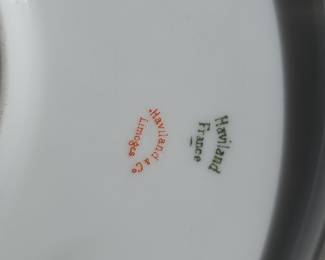 Haviland
France
Haviland & Co
Limoges